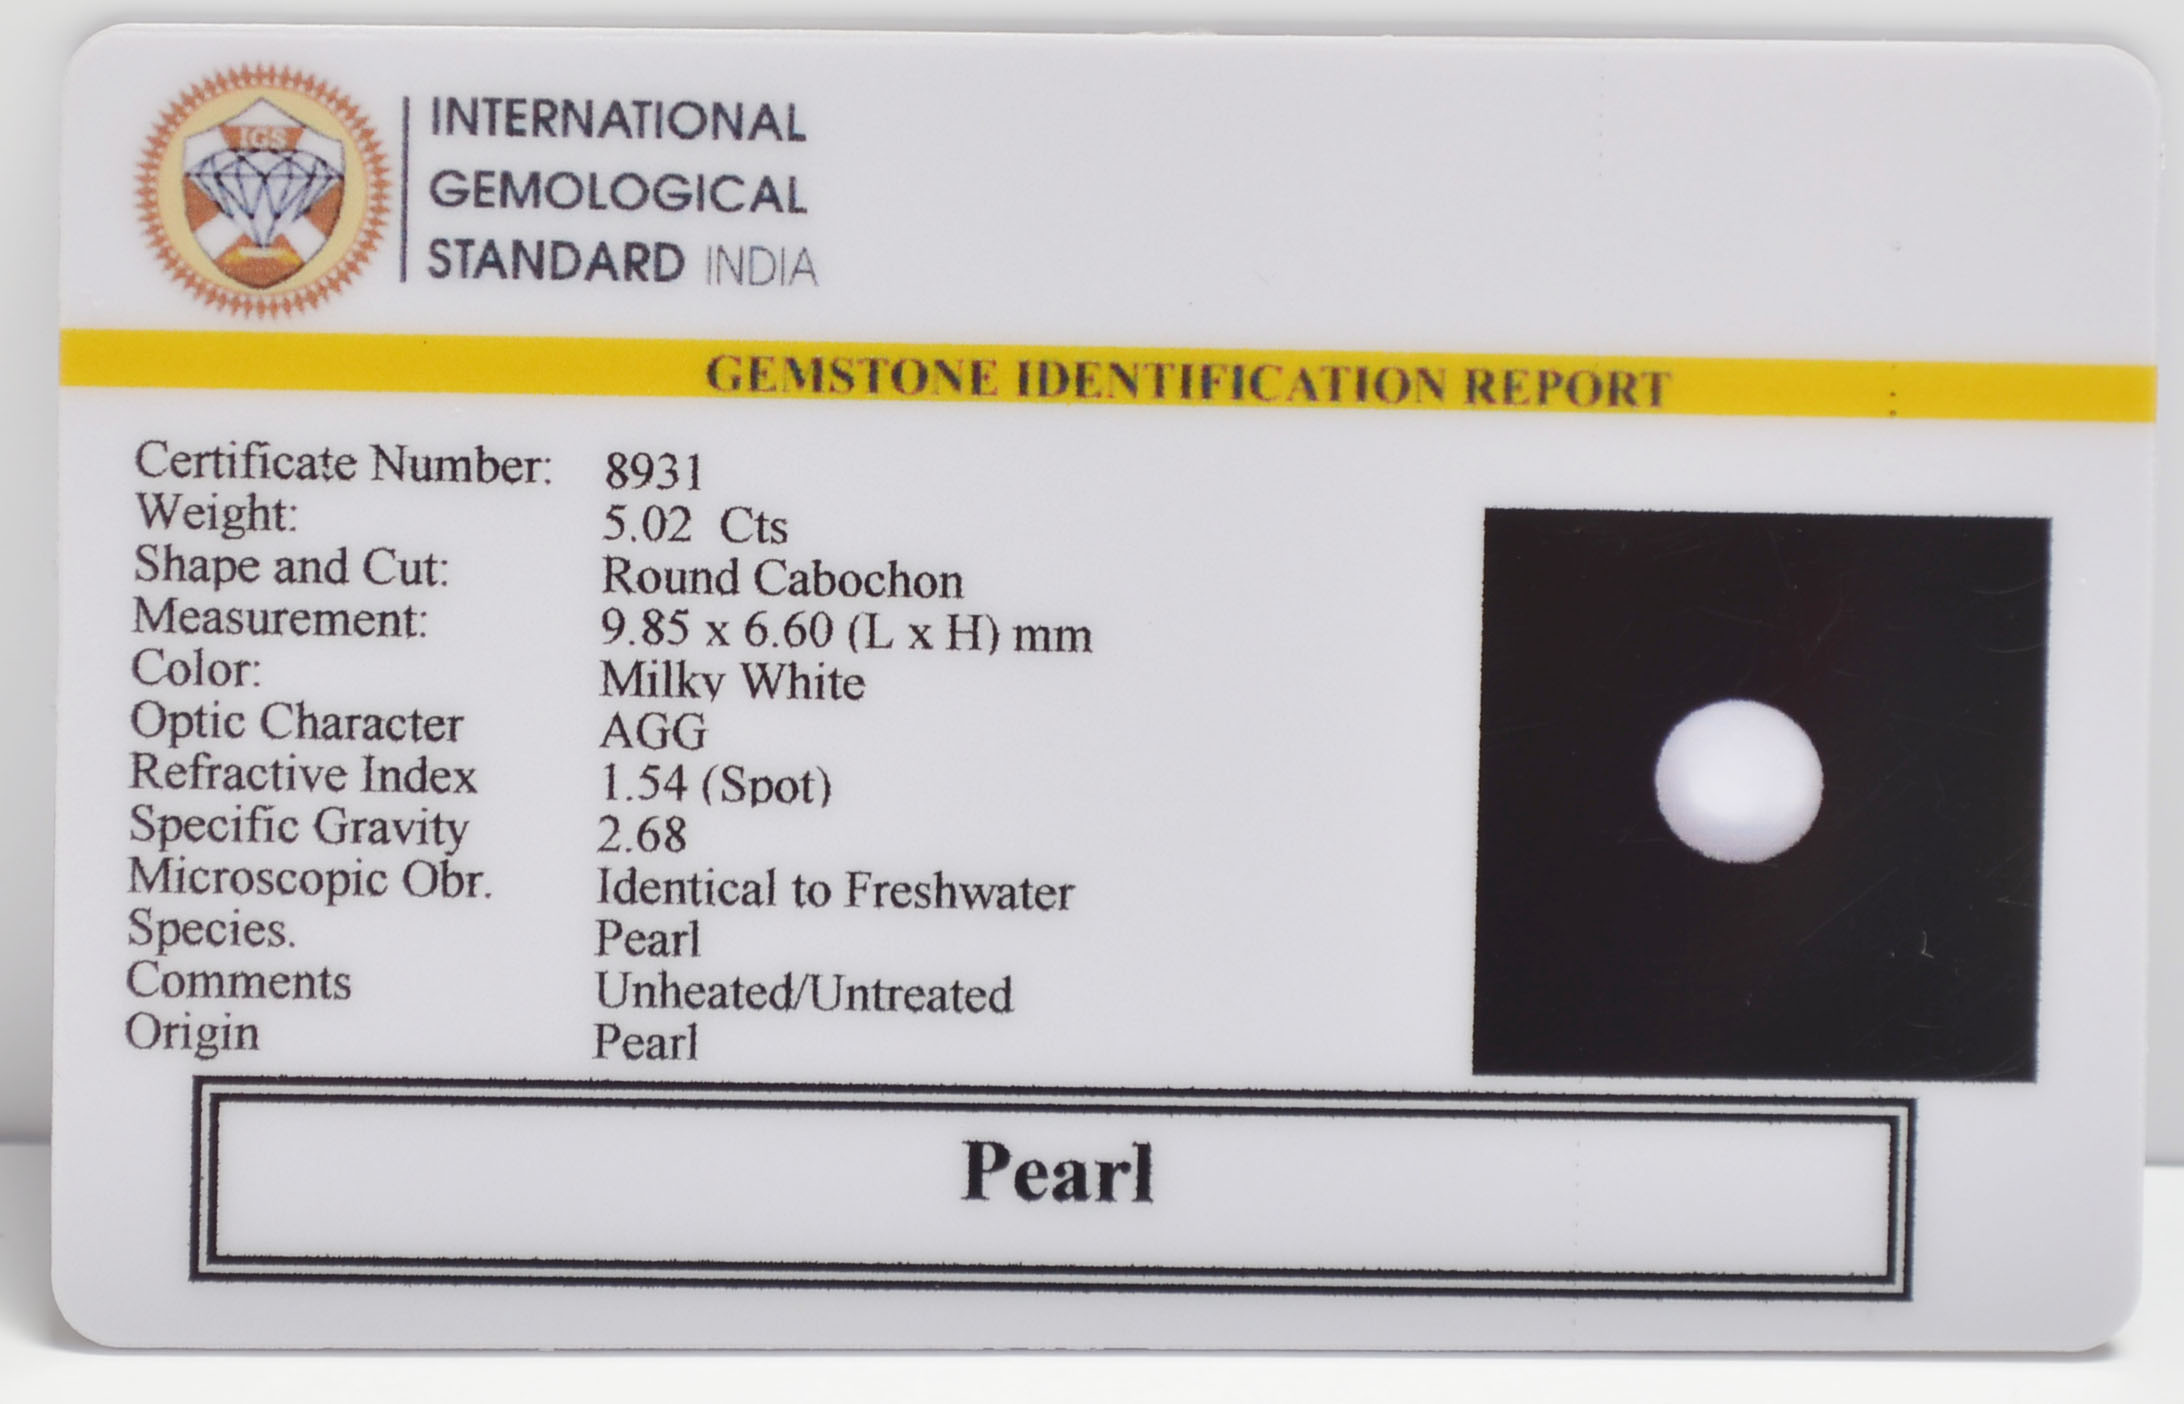 IGS
INTERNATIONAL
GEMOLOGICAL
STANDARD INDIA
GEMSTONE IDENTIFICATION REPORT
Certificate Number: 8931
Weight: 5.02 Cts
Shape and Cut: Round Cabochon
Measurement: 9.85 x 6.60 (L x H) mm
Color: Milky White
Optic Character AGG
Refractive Index 1.54 (Spot)
Specific Gravity 2.68
Microscopic Obr. Identical to Freshwater
Species. Pearl
Comments Unheated/Untreated
Origin Pearl
Pearl